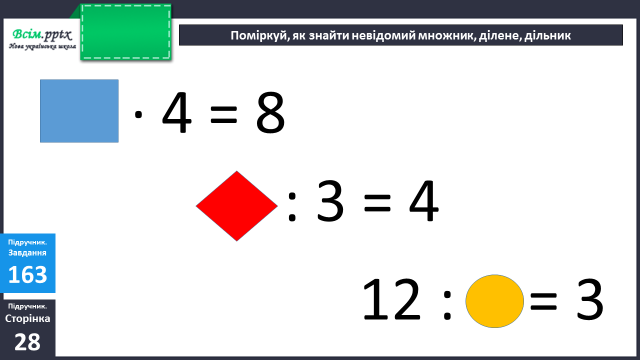 Всім.pptx
Нова українська школа
Поміркуй, як знайти невідомий множник, ділене, дільник
· 4 = 8
: 3 = 4
12 : = 3
Підручник.
Завдання
163
Підручник.
Сторінка
28